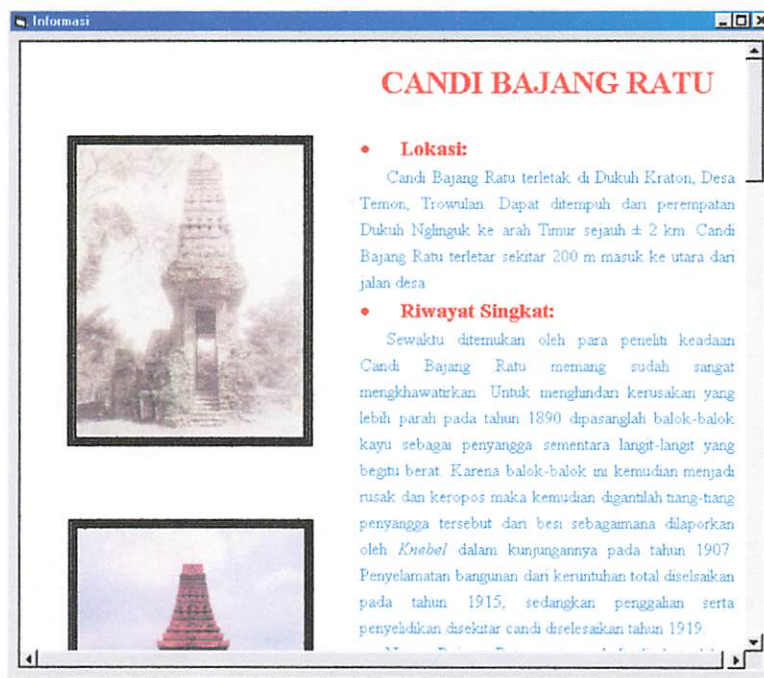 Informasi
CANDI BAJANG RATU
• Lokasi:
Candi Bajang Ratu terletak di Dukuh Kraton, Desa
Temon, Trowulan. Dapat ditempuh dari perempatan
Dukuh Nglinguk ke arah Timur sejauh ± 2 km. Candi
Bajang Ratu terletar sekitar 200 m masuk ke utara dari
jalan desa
• Riwayat Singkat:
Sewaktu ditemukan oleh para peneliti keadaan
Candi Bajang Ratu memang sudah sangat
mengkhawatirkan. Untuk menghindari kerusakan yang
lebih parah pada tahun 1890 dipasanglah balok-balok
kayu sebagai penyangga sementara langit-langit yang
begitu berat. Karena balok-balok ini kemudian menjadi
rusak dan keropos maka kemudian digantilah tiang-tiang
penyangga tersebut dari besi sebagaimana dilaporkan
oleh Knebel dalam kunjungannya pada tahun 1907
Penyelamatan bangunan dari keruntuhan total diselsaikan
pada tahun 1915, sedangkan penggalian serta
penyelidikan disekitar candi diselesaikan tahun 1919